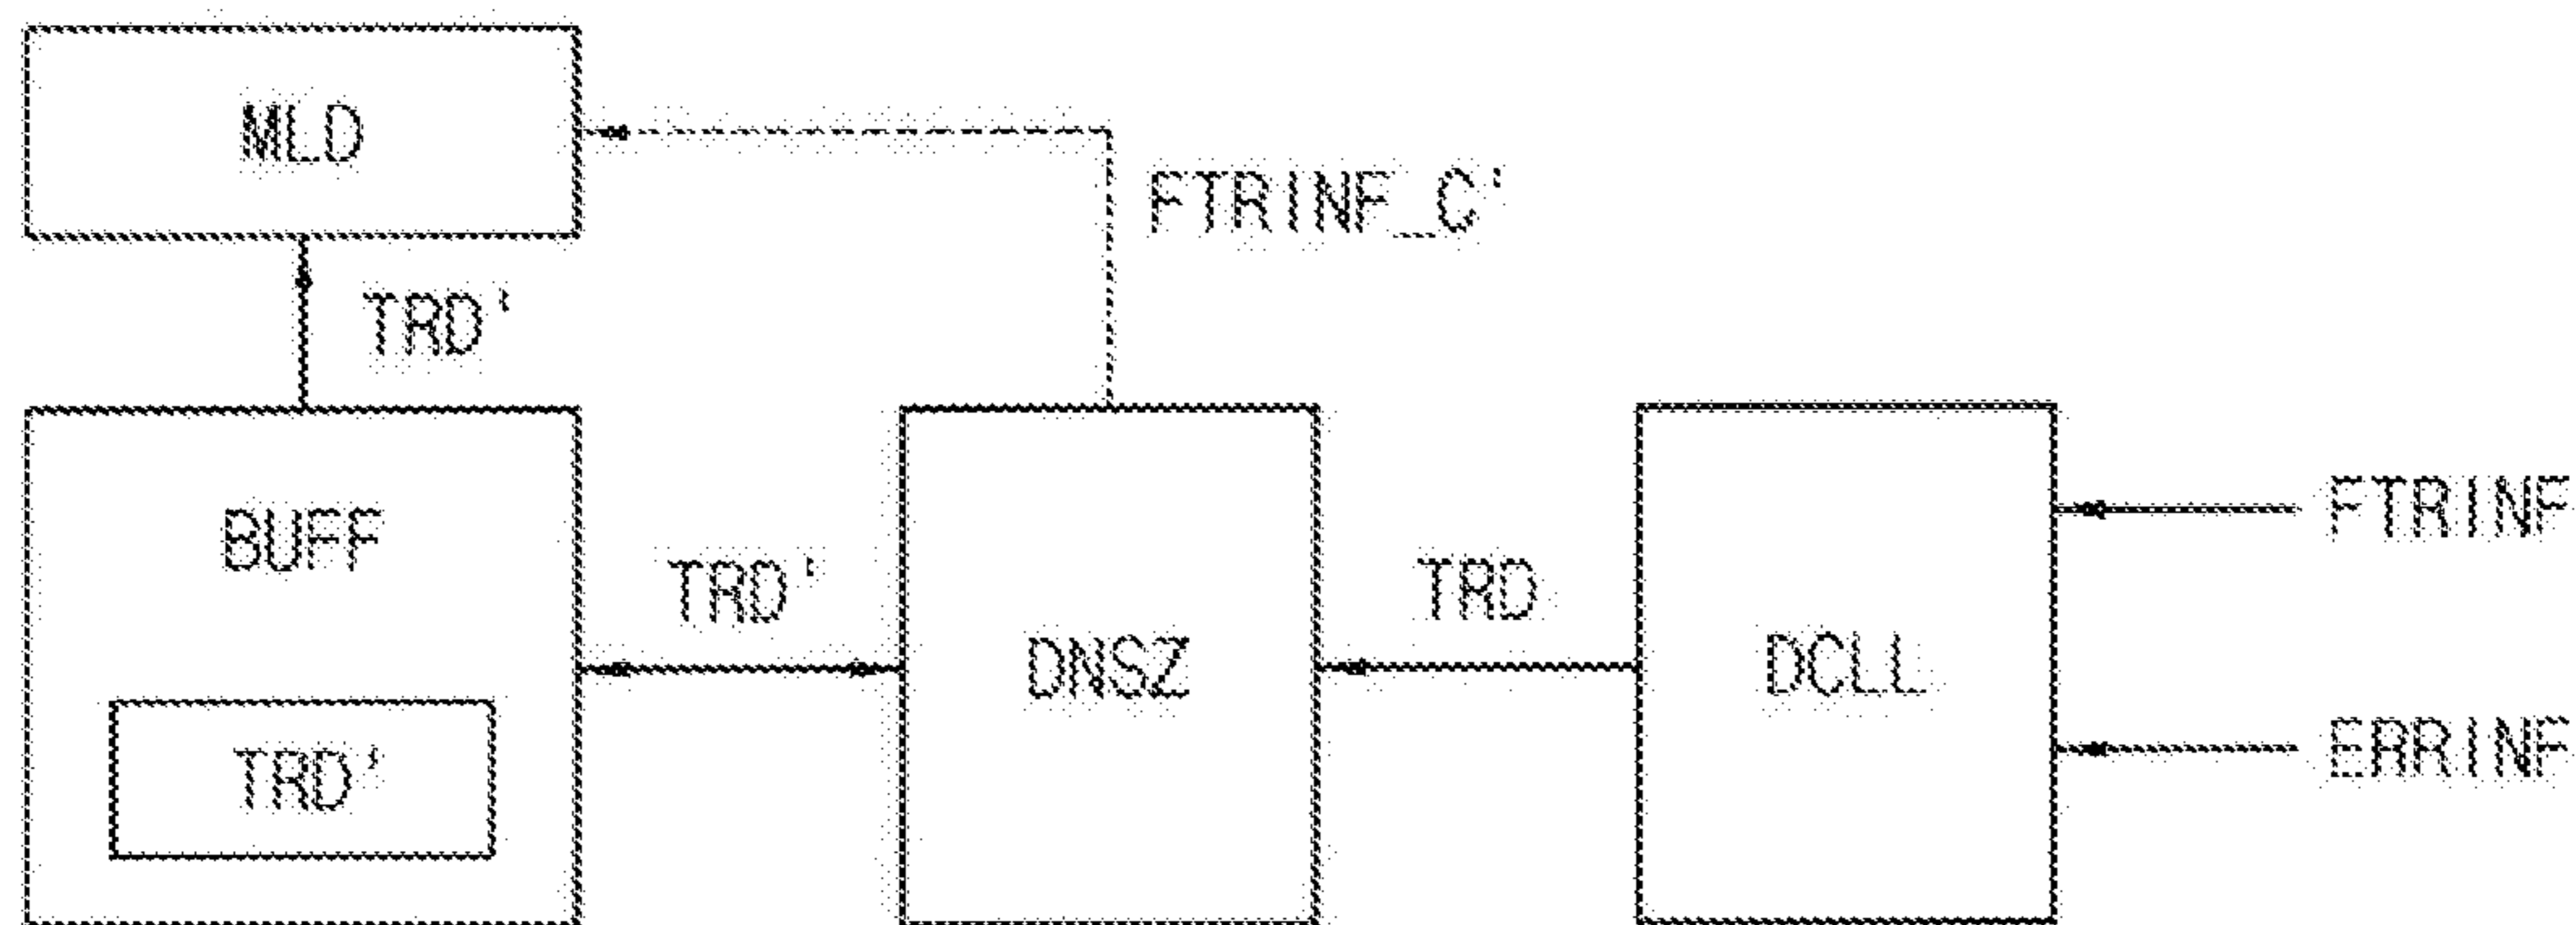 MLD
FTRINF_C'
TRD'
BUFF
TRD'
TRD
FTRINF
DNSZ
DCLL
TRD'
ERRINF